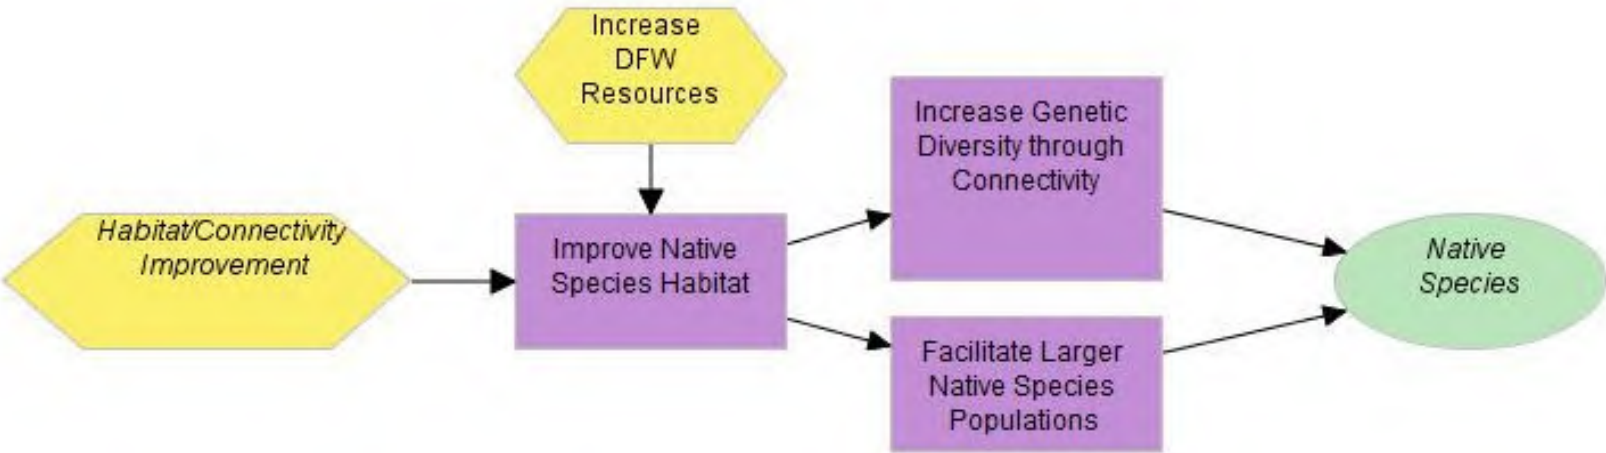 Increase
DFW
Resources
Habitat/Connectivity
Improvement
Improve Native
Species Habitat
Increase Genetic
Diversity through
Connectivity
Facilitate Larger
Native Species
Populations
Native
Species